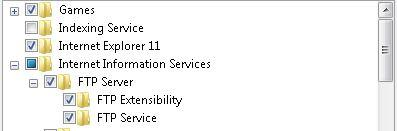 Games
Indexing Service
Internet Explorer 11
Internet Information Services
FTP Server
FTP Extensibility
FTP Service